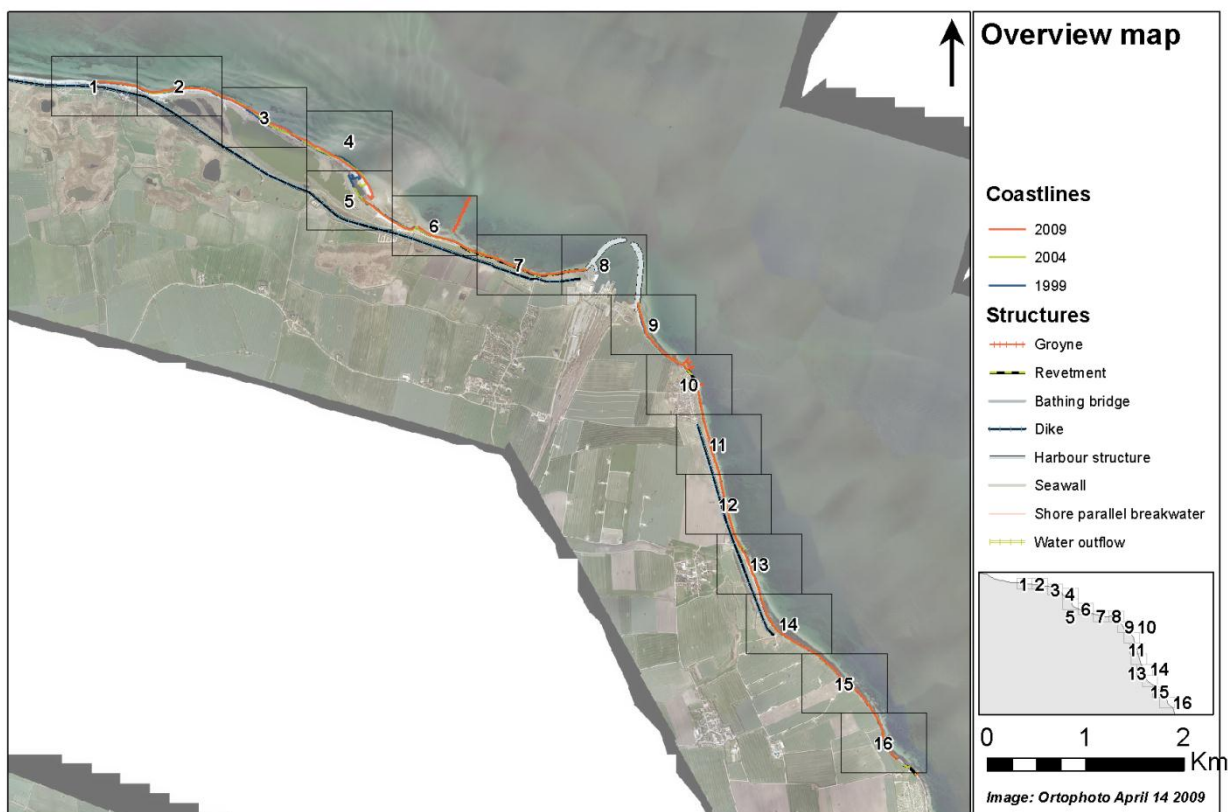 Overview map
1
2
3
4
5
6
7
8
9
10
11
12
13
14
15
16
Coastlines
2009
2004
1999
Structures
Groyne
Revetment
Bathing bridge
Dike
Harbour structure
Seawall
Shore parallel breakwater
Water outflow
1 2 3
4
5 6 7 8
9 10
11
13 14
15
16
0 1 2
Km
Image: Ortophoto April 14 2009